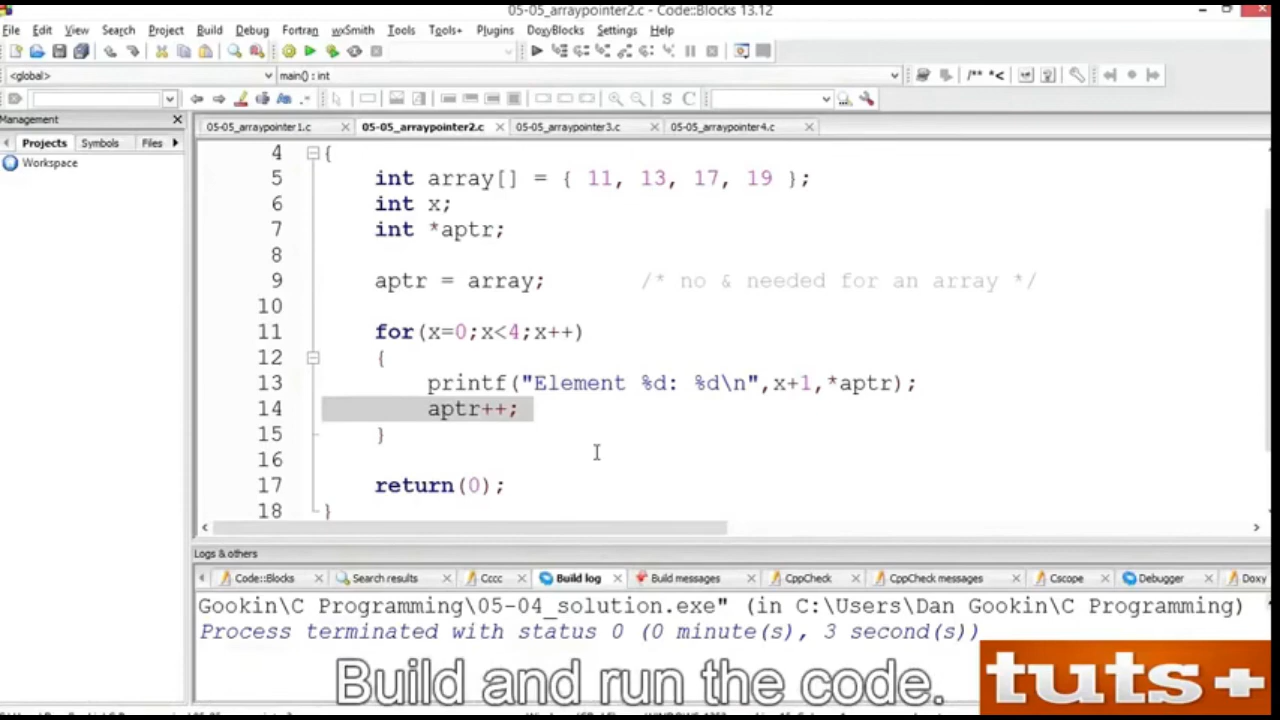 05-05_arraypointer2.c - Code::Blocks 13.12
File Edit View Search Project Build Debug Fortran wxSmith Tools Tools+ Plugins DoxyBlocks Settings Help
<global> main() : int /** *<
S C
Management
05-05_arraypointer1.c 05-05_arraypointer2.c 05-05_arraypointer3.c 05-05_arraypointer4.c
Projects Symbols Files
Workspace
4 {
5 int array[] = { 11, 13, 17, 19 };
6 int x;
7 int *aptr;
8
9 aptr = array; /* no & needed for an array */
10
11 for(x=0;x<4;x++)
12 {
13 printf("Element %d: %d\n",x+1,*aptr);
14 aptr++;
15 }
16
17 return(0);
18 }
Logs & others
Code::Blocks Search results Cccc Build log Build messages CppCheck CppCheck messages Cscope Debugger Doxy
Gookin\C Programming\05-04_solution.exe" (in C:\Users\Dan Gookin\C Programming)
Process terminated with status 0 (0 minute(s), 3 second(s))
Build and run the code.
tuts+